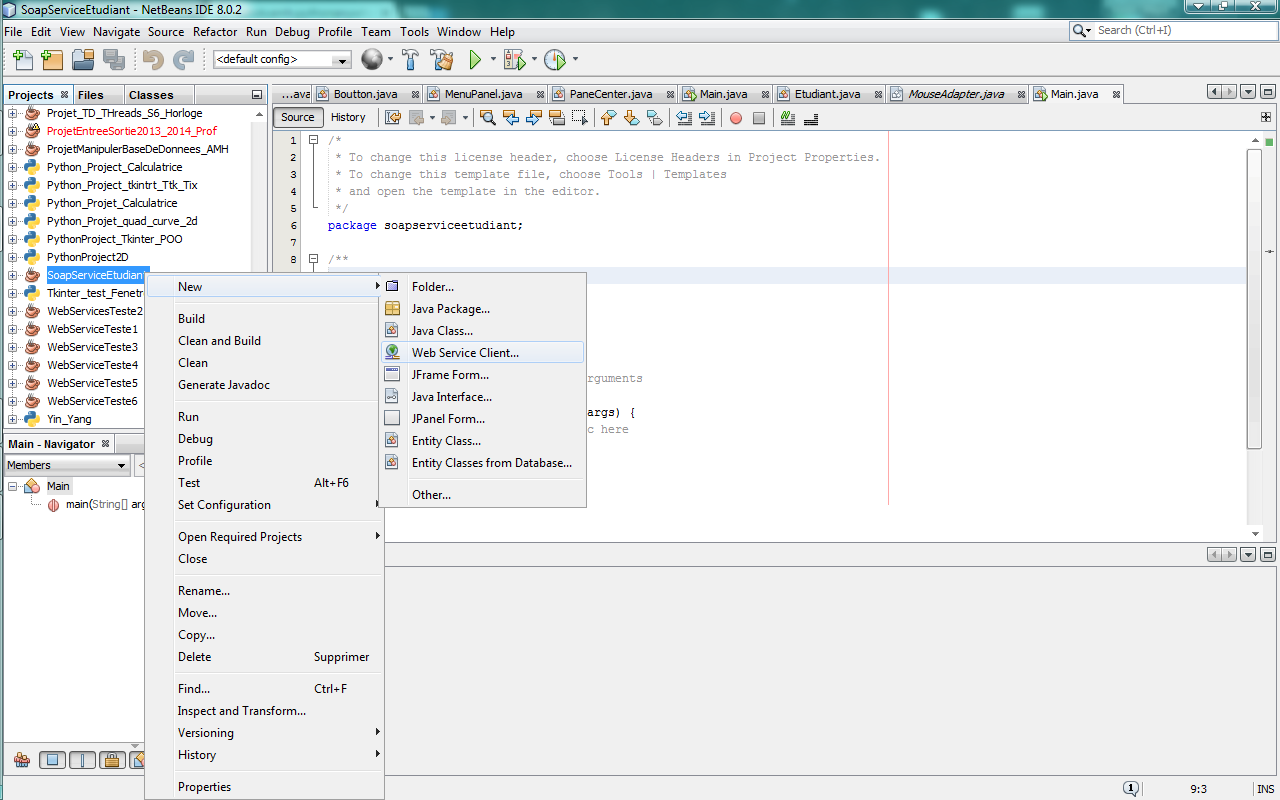 SoapServiceEtudiant - NetBeans IDE 8.0.2
File Edit View Navigate Source Refactor Run Debug Profile Team Tools Window Help
Search (Ctrl+I)
<default config>
Projects Files Classes
...ava Boutton.java MenuPanel.java PaneCenter.java Main.java Etudiant.java MouseAdapter.java Main.java
Source History
Projet_TD_THreads_S6_Horloge
ProjetEntreeSortie2013_2014_Prof
ProjetManipulerBaseDeDonnees_AMH
Python_Project_Calculatrice
Python_Project_tkintrt_Ttk_Tix
Python_Projet_Calculatrice
Python_Projet_quad_curve_2d
PythonProject_Tkinter_POO
PythonProject2D
SoapServiceEtudiant
Tkinter_test_Fenetr
WebServicesTeste2
WebServiceTeste1
WebServiceTeste3
WebServiceTeste4
WebServiceTeste5
WebServiceTeste6
Yin_Yang
1 /*
2 * To change this license header, choose License Headers in Project Properties.
3 * To change this template file, choose Tools | Templates
4 * and open the template in the editor.
5 */
6 package soapserviceetudiant;
7
8 /**
rguments
args) {
c here
New
Build
Clean and Build
Clean
Generate Javadoc
Run
Debug
Profile
Test Alt+F6
Set Configuration
Open Required Projects
Close
Rename...
Move...
Copy...
Delete Supprimer
Find... Ctrl+F
Inspect and Transform...
Versioning
History
Properties
Folder...
Java Package...
Java Class...
Web Service Client...
JFrame Form...
Java Interface...
JPanel Form...
Entity Class...
Entity Classes from Database...
Other...
Main - Navigator
Members
Main
main(String[] arg
1 9:3 INS